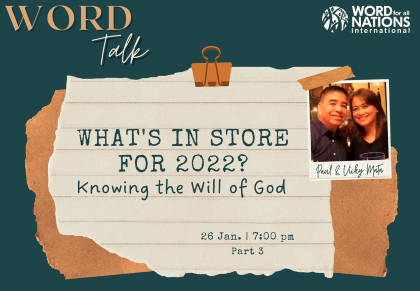 WORD
Talk
WORD for all
NATIONS
international
WHAT'S IN STORE
FOR 2022?
Knowing the Will of God
Paul & Vicky Mata
26 Jan. | 7:00 pm
Part 3